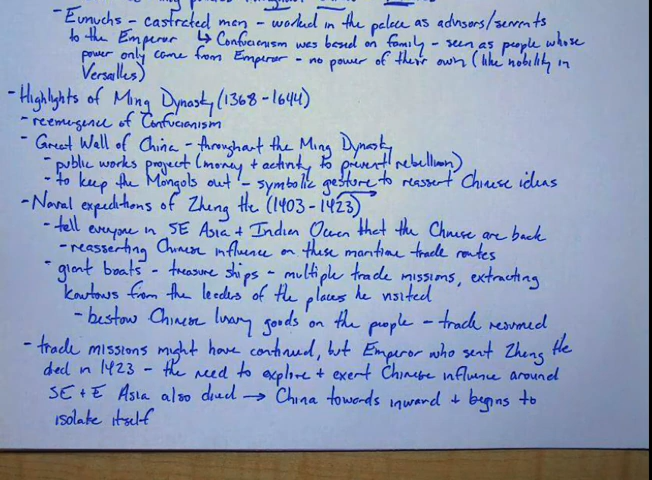 - Eunuchs - castrated men - worked in the palace as advisors/servents
to the Emperor ↳ Confucianism was based on family - seen as people whose
power only came from Emperor - no power of their own (like nobility in
Versailles)
- Highlights of Ming Dynasty (1368 - 1644)
- reemergence of Confucianism
- Great Wall of China - throughout the Ming Dynasty
- public works project (money + activity to prevent rebellion)
- to keep the Mongols out - symbolic gesture to reassert Chinese ideas
- Naval expeditions of Zheng He (1403 - 1423)
- tell everyone in SE Asia + Indian Ocean that the Chinese are back
- reasserting Chinese influence on these maritime trade routes
- giant boats - treasure ships - multiple trade missions, extracting
kowtows from the leaders of the places he visited
- bestow Chinese luxury goods on the people - trade resumed
- trade missions might have continued, but Emperor who sent Zheng He
died in 1423 - the need to explore + exert Chinese influence around
SE + E Asia also died → China towards inward + begins to
isolate itself